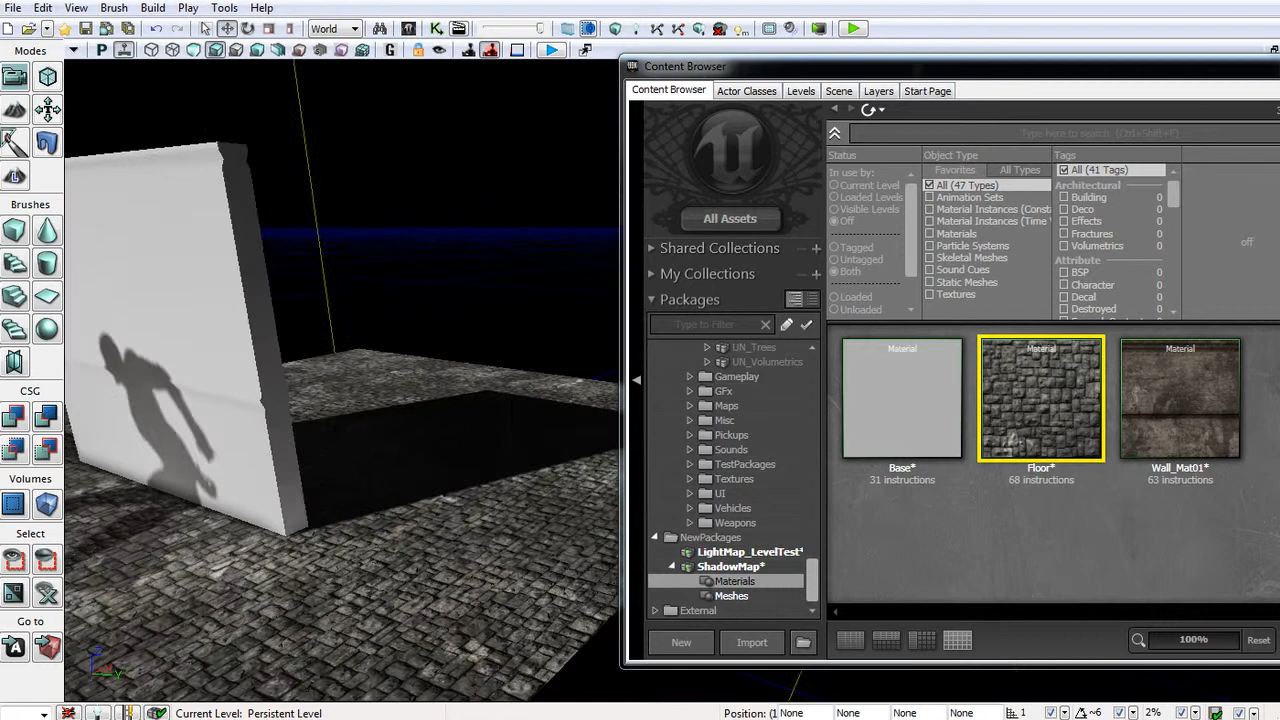 File Edit View Brush Build Play Tools Help
World
Modes
Brushes
CSG
Volumes
Select
Go to
Content Browser
Content Browser Actor Classes Levels Scene Layers Start Page
Type here to search. (Ctrl+Shift+F)
All Assets
Shared Collections
My Collections
Packages
Type to Filter
UN_Trees
UN_Volumetrics
Gameplay
GFx
Maps
Misc
Pickups
Sounds
TestPackages
Textures
UI
Vehicles
Weapons
NewPackages
LightMap_LevelTest*
ShadowMap*
Materials
Meshes
External
New Import
Status
In use by:
Current Level
Loaded Levels
Visible Levels
Off
Tagged
Untagged
Both
Loaded
Unloaded
Object Type
Favorites All Types
All (47 Types)
Animation Sets
Material Instances (Const
Material Instances (Time
Materials
Particle Systems
Skeletal Meshes
Sound Cues
Static Meshes
Textures
Tags
All (41 Tags)
Architectural
Building 0
Deco 0
Effects 0
Fractures 0
Volumetrics 0
Attribute
BSP 0
Character 0
Decal 0
Destroyed 0
off
Material Material Material
Base* Floor* Wall_Mat01*
31 instructions 68 instructions 63 instructions
100% Reset
Current Level: Persistent Level
Position: (1 None None None None 1 ~6 2%